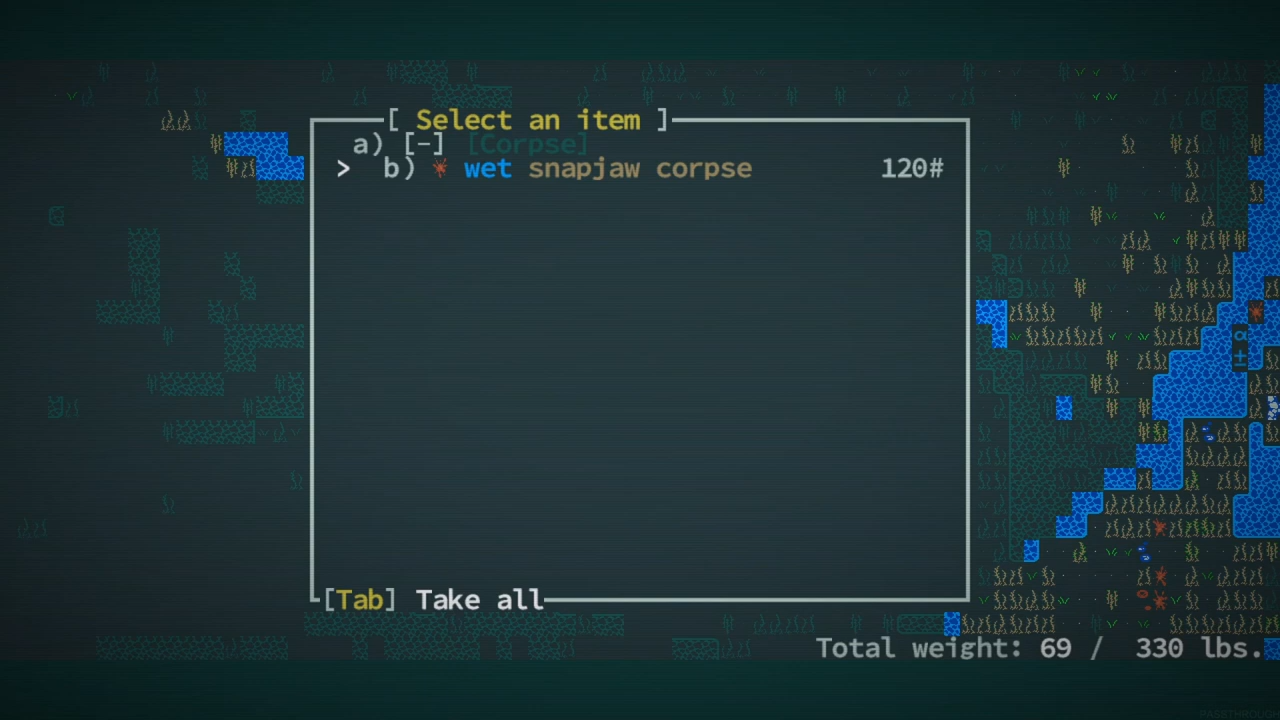 [ Select an item ]
a) [-] [Corpse]
> b) wet snapjaw corpse 120#
[Tab] Take all
Total weight: 69 / 330 lbs.